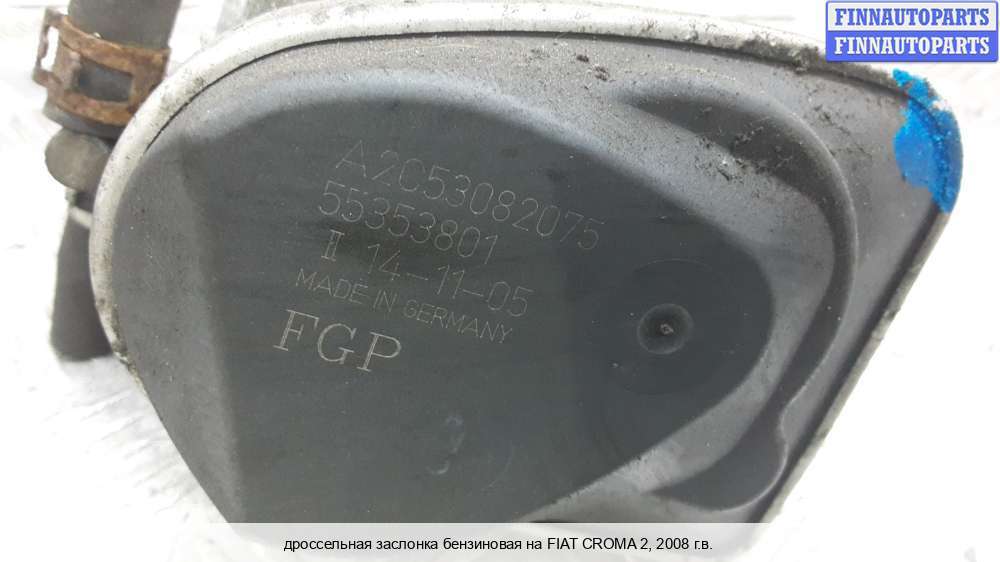 FINNAUTOPARTS
FINNAUTOPARTS
A2C53082075
55353801
II 14-11-05
MADE IN GERMANY
FGP
дроссельная заслонка бензиновая на FIAT CROMA 2, 2008 г.в.